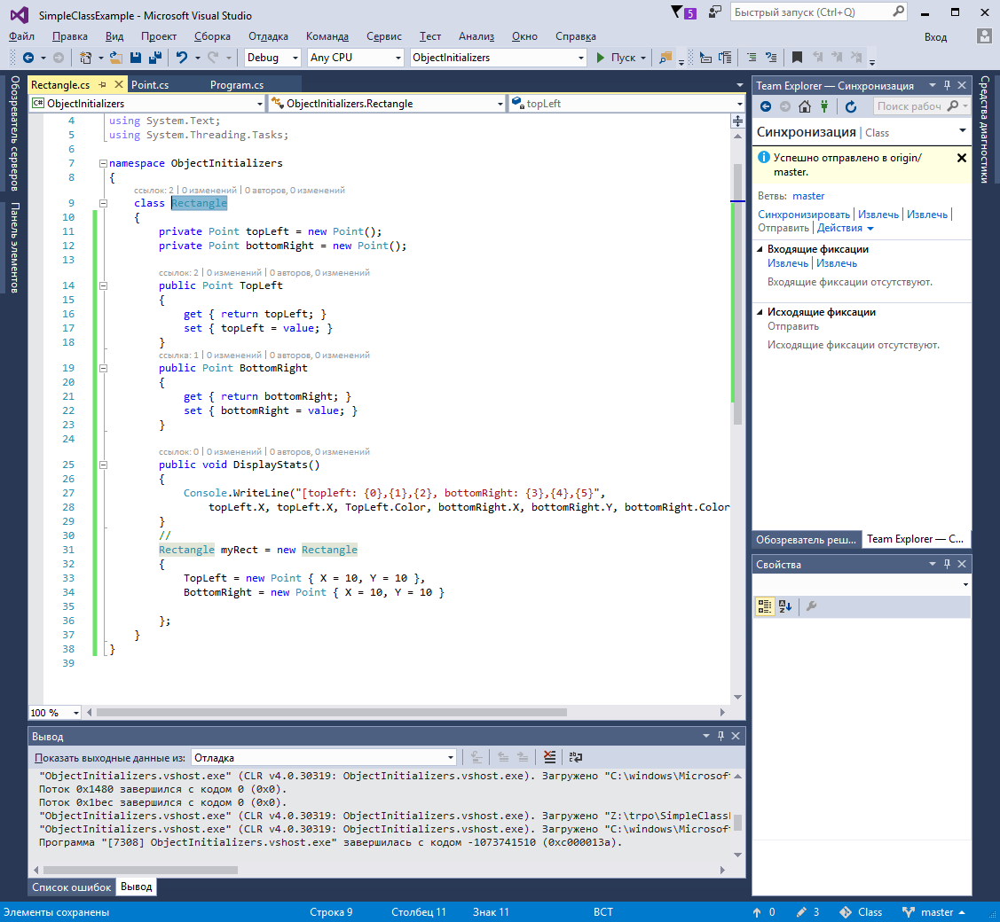 SimpleClassExample - Microsoft Visual Studio
5
Быстрый запуск (Ctrl+Q)
Файл Правка Вид Проект Сборка Отладка Команда Сервис Тест Анализ Окно Справка Вход
Debug Any CPU ObjectInitializers Пуск
Обозреватель серверов
Панель элементов
Rectangle.cs Point.cs Program.cs
C# ObjectInitializers ObjectInitializers.Rectangle topLeft
4 using System.Text;
5 using System.Threading.Tasks;
6
7 namespace ObjectInitializers
8 {
ссылок: 2 | 0 изменений | 0 авторов, 0 изменений
9 class Rectangle
10 {
11 private Point topLeft = new Point();
12 private Point bottomRight = new Point();
13
ссылок: 2 | 0 изменений | 0 авторов, 0 изменений
14 public Point TopLeft
15 {
16 get { return topLeft; }
17 set { topLeft = value; }
18 }
ссылка: 1 | 0 изменений | 0 авторов, 0 изменений
19 public Point BottomRight
20 {
21 get { return bottomRight; }
22 set { bottomRight = value; }
23 }
24
ссылок: 0 | 0 изменений | 0 авторов, 0 изменений
25 public void DisplayStats()
26 {
27 Console.WriteLine("[topleft: {0},{1},{2}, bottomRight: {3},{4},{5}",
28 topLeft.X, topLeft.X, TopLeft.Color, bottomRight.X, bottomRight.Y, bottomRight.Color
29 }
30 //
31 Rectangle myRect = new Rectangle
32 {
33 TopLeft = new Point { X = 10, Y = 10 },
34 BottomRight = new Point { X = 10, Y = 10 }
35
36 };
37 }
38 }
39
100 %
Вывод
Показать выходные данные из: Отладка
"ObjectInitializers.vshost.exe" (CLR v4.0.30319: ObjectInitializers.vshost.exe). Загружено "C:\windows\Microsoft
Поток 0x1480 завершился с кодом 0 (0x0).
Поток 0x1bec завершился с кодом 0 (0x0).
"ObjectInitializers.vshost.exe" (CLR v4.0.30319: ObjectInitializers.vshost.exe). Загружено "Z:\trpo\SimpleClass
"ObjectInitializers.vshost.exe" (CLR v4.0.30319: ObjectInitializers.vshost.exe). Загружено "C:\windows\Microsoft
Программа "[7308] ObjectInitializers.vshost.exe" завершилась с кодом -1073741510 (0xc000013a).
Список ошибок Вывод
Team Explorer — Синхронизация
Поиск рабоч
Синхронизация | Class
Успешно отправлено в origin/
master.
Ветвь: master
Синхронизировать | Извлечь | Извлечь |
Отправить | Действия
Входящие фиксации
Извлечь | Извлечь
Входящие фиксации отсутствуют.
Исходящие фиксации
Отправить
Исходящие фиксации отсутствуют.
Обозреватель реш... Team Explorer — С...
Свойства
Средства диагностики
Элементы сохранены Строка 9 Столбец 11 Знак 11 ВСТ 0 3 Class master